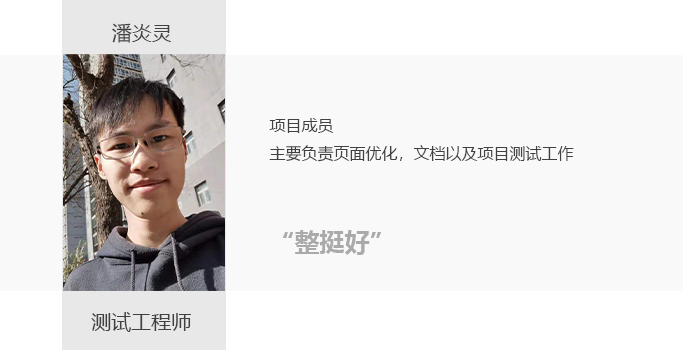 潘炎灵
项目成员
主要负责页面优化，文档以及项目测试工作
“整挺好”
测试工程师